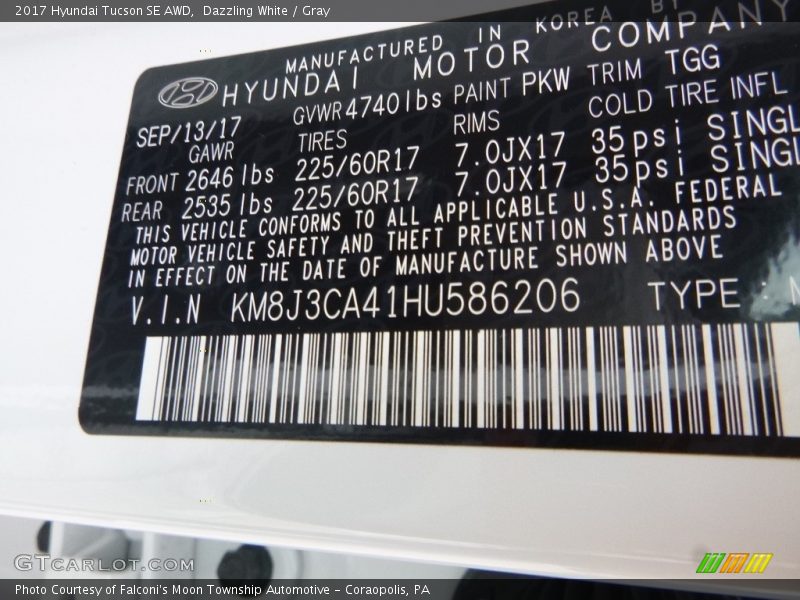 2017 Hyundai Tucson SE AWD,  Dazzling White / Gray
MANUFACTURED IN KOREA BY
HYUNDAI MOTOR COMPANY
SEP/13/17 GVWR 4740 lbs PAINT PKW TRIM TGG
GAWR TIRES RIMS COLD TIRE INFL
FRONT 2646 lbs 225/60R17 7.0JX17 35psi SINGL
REAR 2535 lbs 225/60R17 7.0JX17 35psi SINGL
THIS VEHICLE CONFORMS TO ALL APPLICABLE U.S.A. FEDERAL
MOTOR VEHICLE SAFETY AND THEFT PREVENTION STANDARDS
IN EFFECT ON THE DATE OF MANUFACTURE SHOWN ABOVE
V.I.N KM8J3CA41HU586206 TYPE
GTCARLOT.COM
Photo Courtesy of Falconi's Moon Township Automotive - Coraopolis, PA